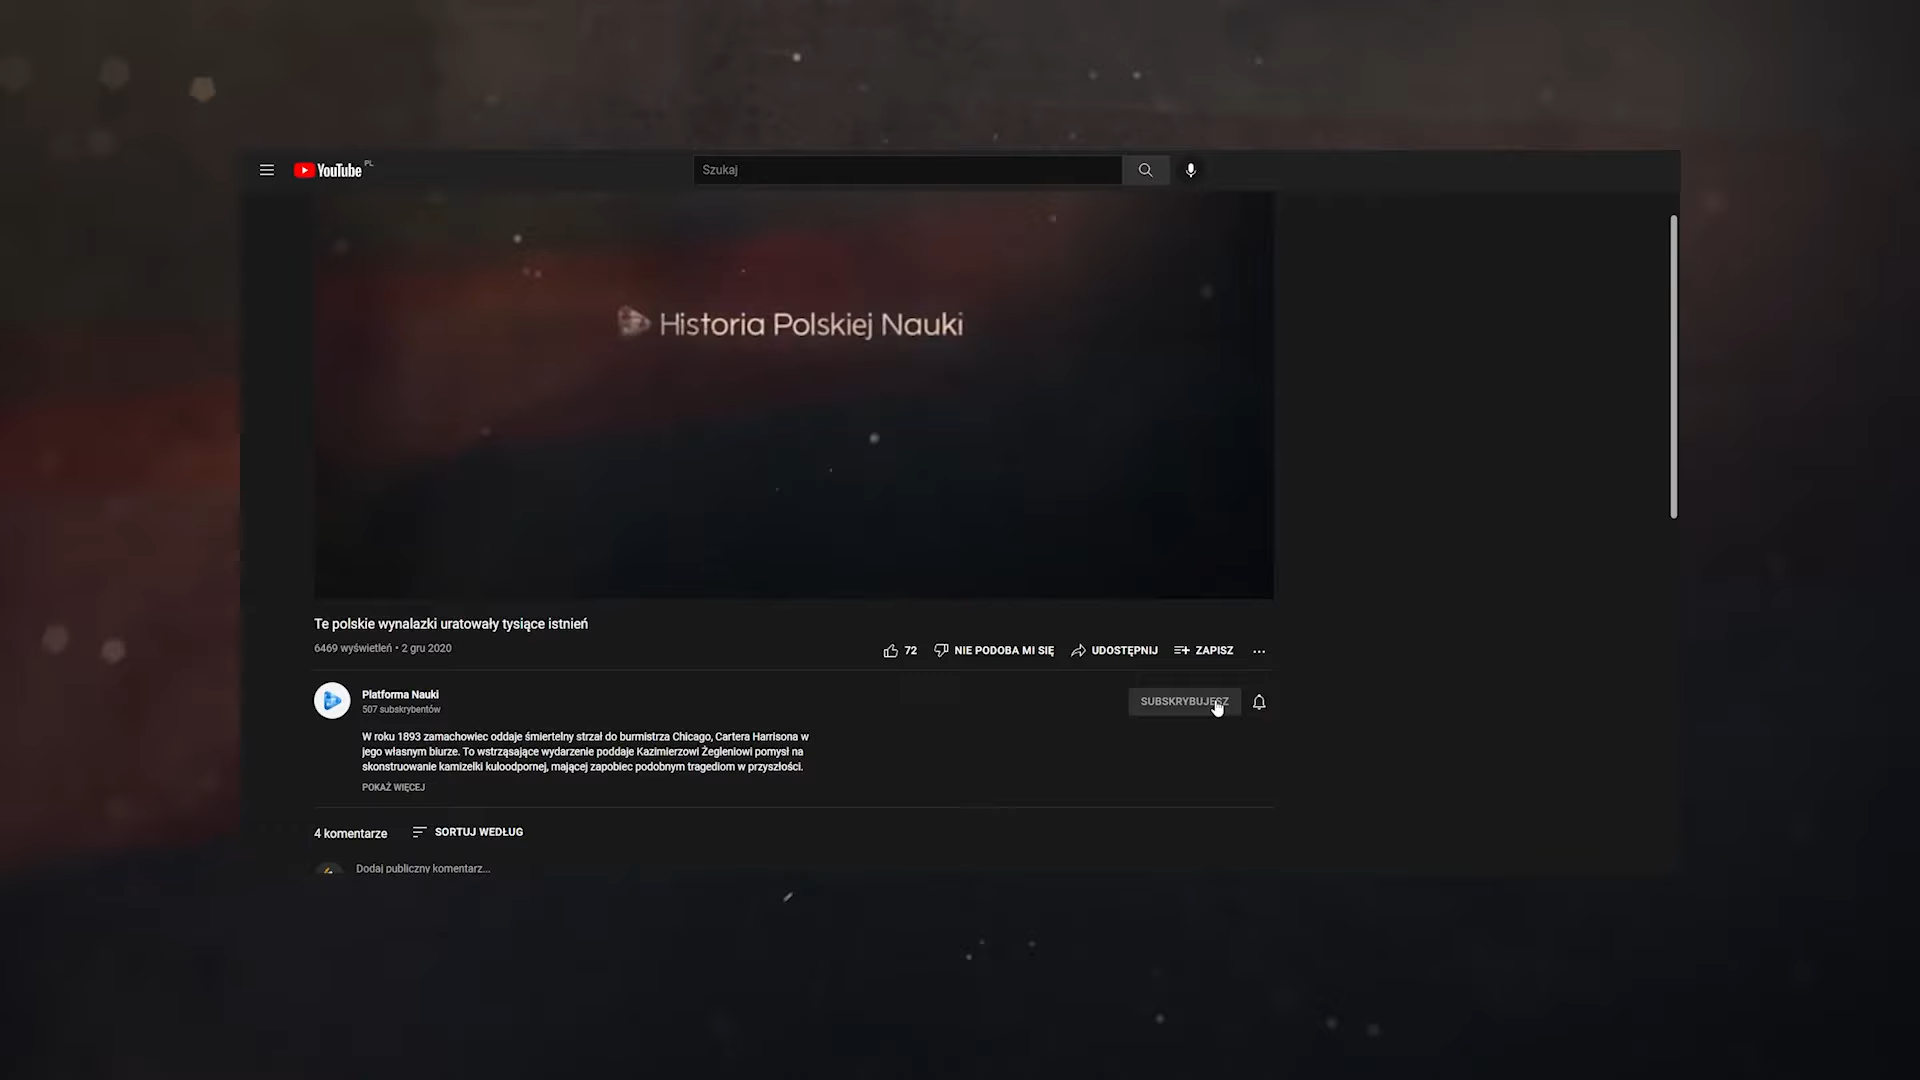 YouTube PL
Szukaj
Historia Polskiej Nauki
Te polskie wynalazki uratowały tysiące istnień
6469 wyświetleń • 2 gru 2020
72
NIE PODOBA MI SIĘ
UDOSTĘPNIJ
ZAPISZ
Platforma Nauki
507 subskrybentów
SUBSKRYBUJESZ
W roku 1893 zamachowiec oddaje śmiertelny strzał do burmistrza Chicago, Cartera Harrisona w
jego własnym biurze. To wstrząsające wydarzenie poddaje Kazimierzowi Żegleniowi pomysł na
skonstruowanie kamizelki kuloodpornej, mającej zapobiec podobnym tragediom w przyszłości.
POKAŻ WIĘCEJ
4 komentarze
SORTUJ WEDŁUG
Dodaj publiczny komentarz...